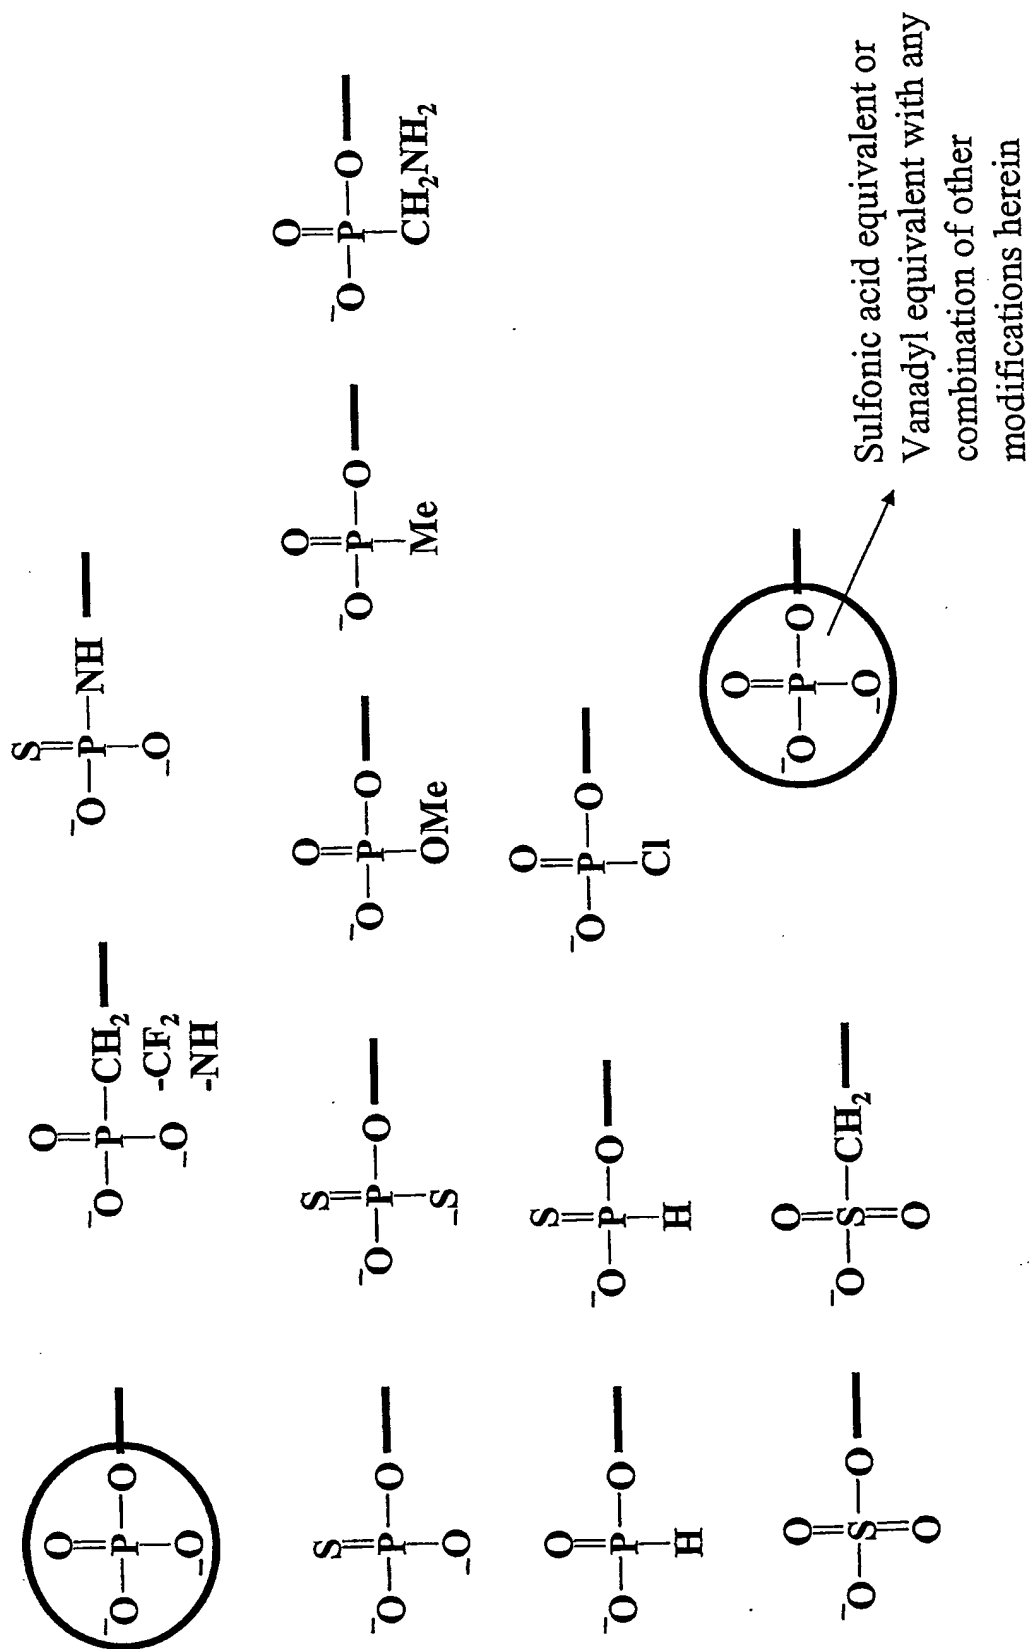 O
⁻O—P—O
⁻O
O
⁻O—P—CH₂
⁻O
-CF₂
-NH
S
⁻O—P—NH
⁻O
S
⁻O—P—O
⁻O
S
⁻O—P—O
⁻S
O
⁻O—P—O
OMe
O
⁻O—P—O
Me
O
⁻O—P—O
CH₂NH₂
O
⁻O—P—O
H
S
⁻O—P—O
H
O
⁻O—P—O
Cl
O
⁻O—S—O
O
O
⁻O—S—CH₂
O
O
⁻O—P—O
⁻O
Sulfonic acid equivalent or
Vanadyl equivalent with any
combination of other
modifications herein